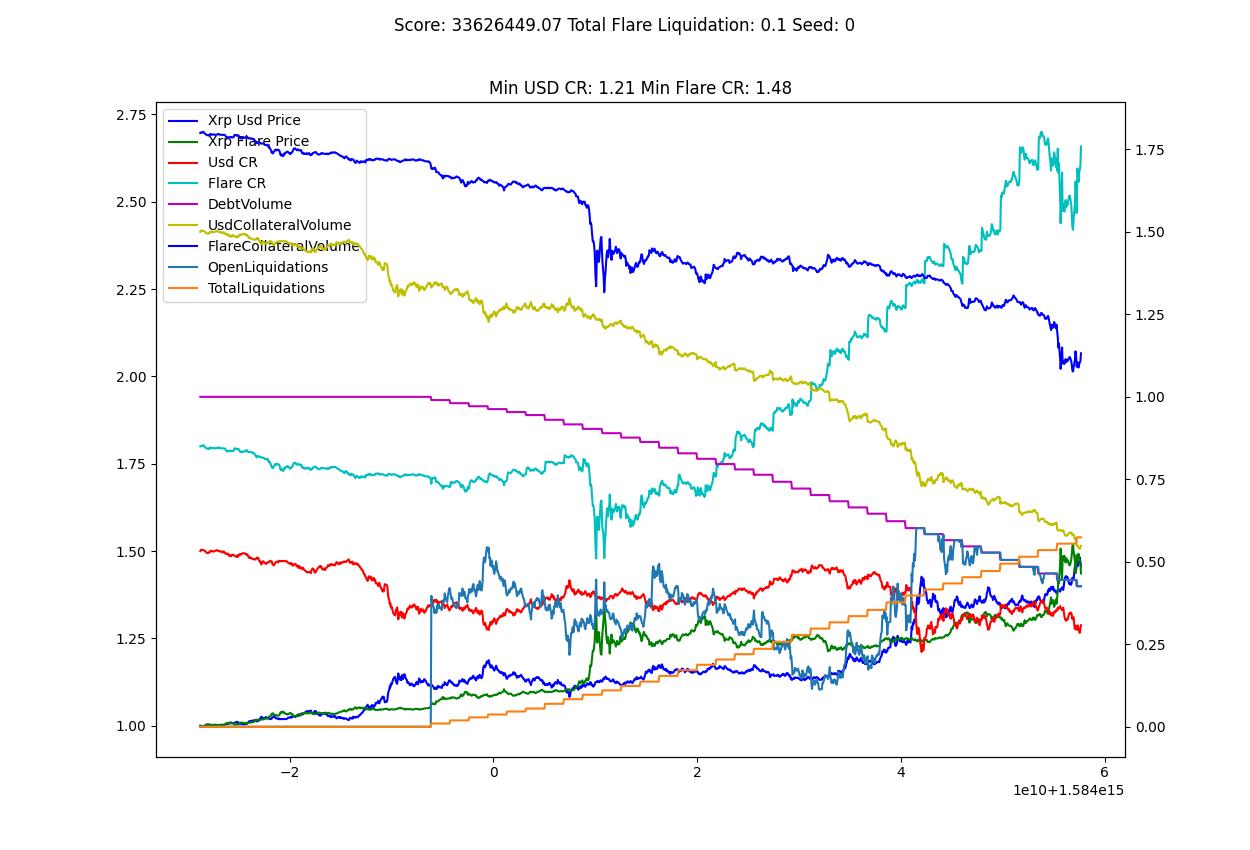 Score: 33626449.07 Total Flare Liquidation: 0.1 Seed: 0
Min USD CR: 1.21 Min Flare CR: 1.48
Xrp Usd Price
Xrp Flare Price
Usd CR
Flare CR
DebtVolume
UsdCollateralVolume
FlareCollateralVolume
OpenLiquidations
TotalLiquidations
2.75
2.50
2.25
2.00
1.75
1.50
1.25
1.00
1.75
1.50
1.25
1.00
0.75
0.50
0.25
0.00
−2
0
2
4
6
1e10+1.584e15